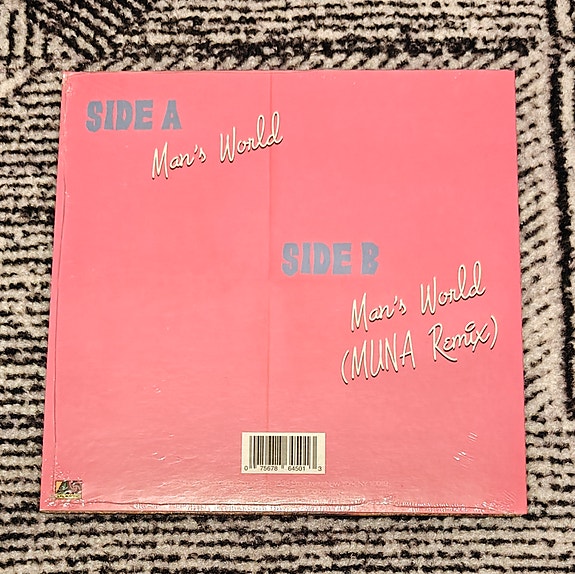 SIDE A
Man's World
SIDE B
Man's World
(MUNA Remix)
0 75678 64501 3